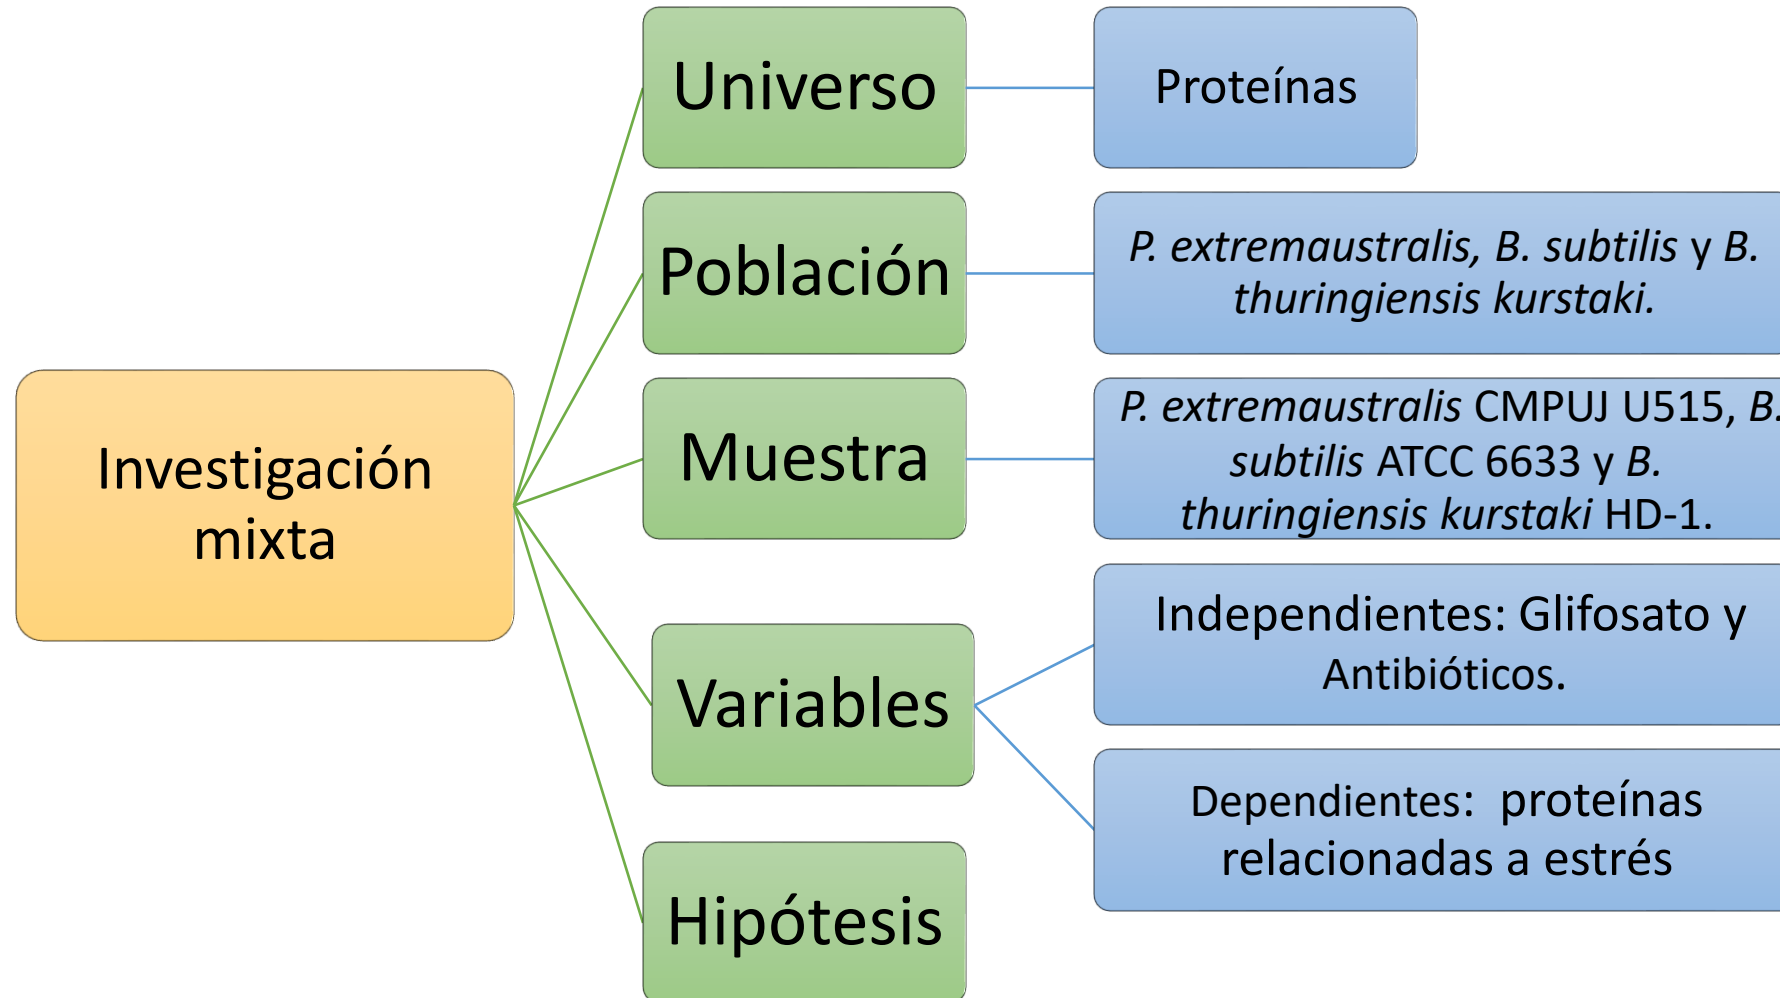 Universo
Proteínas
Población
P. extremaustralis, B. subtilis y B.
thuringiensis kurstaki.
Investigación
mixta
Muestra
P. extremaustralis CMPUJ U515, B.
subtilis ATCC 6633 y B.
thuringiensis kurstaki HD-1.
Variables
Independientes: Glifosato y
Antibióticos.
Dependientes: proteínas
relacionadas a estrés
Hipótesis